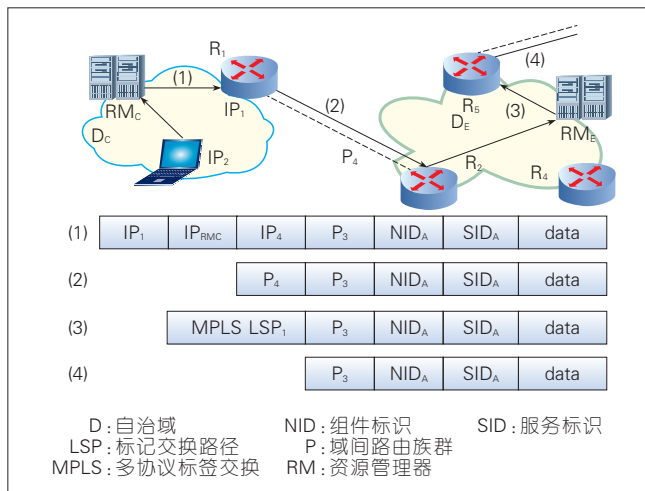 R₁
(4)
(1)
RMC
IP₁
(2)
R₅
(3)
DE
RME
DC
IP₂
P₄
R₂
R₄
(1) IP₁ IPRMC IP₄ P₃ NIDA SIDA data
(2) P₄ P₃ NIDA SIDA data
(3) MPLS LSP₁ P₃ NIDA SIDA data
(4) P₃ NIDA SIDA data
D:自治域 NID:组件标识 SID:服务标识
LSP:标记交换路径 P:域间路由族群
MPLS:多协议标签交换 RM:资源管理器